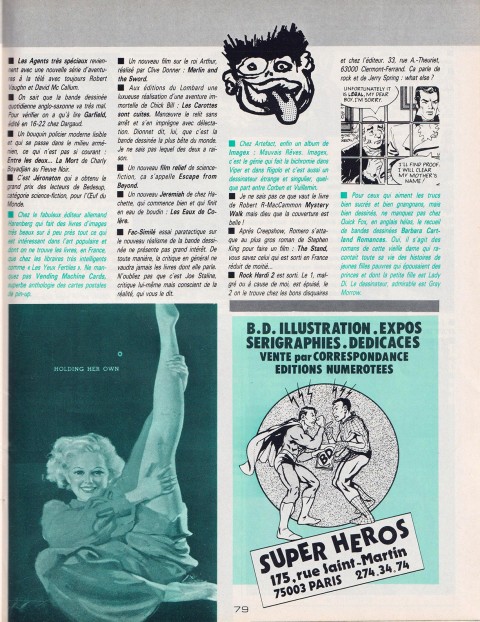 ■ Les Agents très spéciaux revien-
nent avec une nouvelle série d'aventu-
res à la télé avec toujours Robert
Vaughn et David Mc Callum.
■ On sait que la bande dessinée
quotidienne anglo-saxonne va très mal.
Pour vérifier on a qu'à lire Garfield,
édité en 16-22 chez Dargaud.
■ Un bouquin policier moderne lisible
et qui se passe dans le milieu armé-
nien, ce qui n'est pas si courant :
Entre les deux... La Mort de Charly
Bowadjian au Fleuve Noir.
■ C'est Jéronaton qui a obtenu le
grand prix des lecteurs de Bedesup,
catégorie science-fiction, pour l'Œuf du
Monde.
■ Chez le fabuleux éditeur allemand
Harenberg qui fait des livres d'images
très beaux sur à peu près tout ce qui
est intéressant dans l'art populaire et
dont on ne trouve les livres, en France,
que chez les libraires très intelligents
comme « Les Yeux Fertiles ». Ne man-
quez pas Vending Machine Cards,
superbe anthologie des cartes postales
de pin-up.
■ Un nouveau film sur le roi Arthur,
réalisé par Clive Donner : Merlin and
the Sword.
■ Aux éditions du Lombard une
luxueuse réalisation d'une aventure im-
mortelle de Chick Bill : Les Carottes
sont cuites. Manœuvre le relit sans
arrêt et s'en imprègne avec délecta-
tion. Dionnet dit, lui, que c'est la
bande dessinée la plus bête du monde.
Je ne sais pas lequel des deux a rai-
son.
■ Un nouveau film relief de science-
fiction, ça s'appelle Escape from
Beyond.
■ Un nouveau Jeremiah de chez Ha-
chette, qui commence bien et qui finit
en eau de boudin : Les Eaux de Co-
lère.
■ Fac-Similé essai paratactique sur
le nouveau réalisme de la bande dessi-
née ne présente pas grand intérêt. De
toute manière, la critique en général ne
vaudra jamais les livres dont elle parle.
N'oubliez pas que c'est Joe Staline,
critique lui-même mais conscient de la
réalité, qui vous le dit.
■ Chez Artefact, enfin un album de
Images : Mauvais Rêves. Images,
c'est le génie qui fait la bichromie dans
Viper et dans Rigolo et c'est aussi un
dessinateur étrange et singulier, quel-
que part entre Corben et Vuillemin.
■ Je ne sais pas ce que vaut le livre
de Robert R-MacCammon Mystery
Walk mais que la couverture est
belle !
■ Après Creepshow, Romero s'atta-
que au plus gros roman de Stephen
King pour faire un film : The Stand,
vous savez celui qui est sorti en France
réduit de moitié...
■ Rock Hardi 2 est sorti. Le 1, mal-
gré ou à cause de moi, est épuisé, le
2 on le trouve chez les bons disquaires
et chez l'éditeur. 33, rue A.-Theuriet,
63000 Clermont-Ferrand. Ça parle de
rock et de Jerry Spring : what else ?
UNFORTUNATELY IT
IS LEGAL, MY DEAR
BOY. I'M SORRY.
I'LL FIND PROOF.
I WILL CLEAR
MY MOTHER'S
NAME.
■ Pour ceux qui aiment les trucs
bien sucrés et bien gnangnans, mais
bien dessinés, ne manquez pas chez
Quick Fox, en anglais hélas, le recueil
de bandes dessinées Barbara Cart-
land Romances. Oui, il s'agit des
romans de cette vieille dame qui ra-
contait toute sa vie des histoires de
jeunes filles pauvres qui épousaient des
princes et dont la petite fille est Lady
Di. Le dessinateur, admirable est Gray
Morrow.
HOLDING HER OWN
B.D. ILLUSTRATION.EXPOS
SERIGRAPHIES.DEDICACES
VENTE par CORRESPONDANCE
EDITIONS NUMEROTEES
BD
SUPER HEROS
175, rue Saint-Martin
75003 PARIS 274.34.74
79